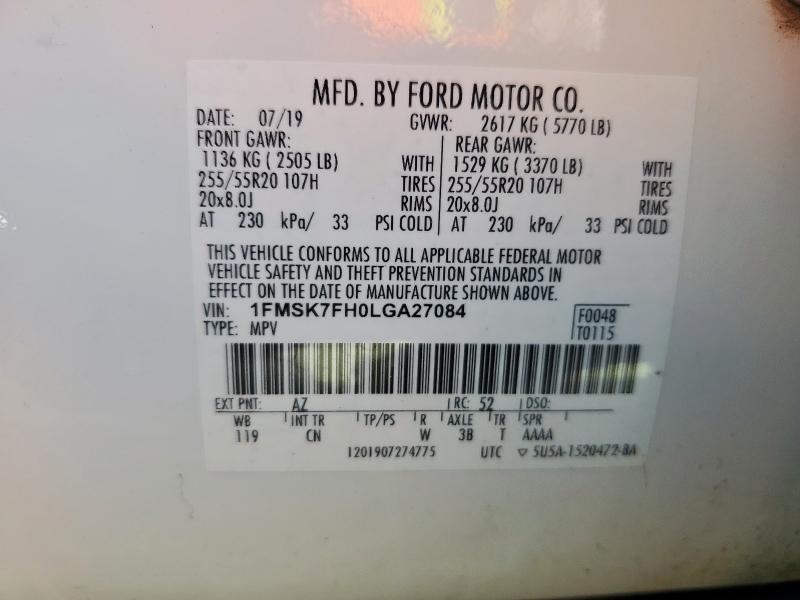 MFD. BY FORD MOTOR CO.
DATE: 07/19 GVWR: 2617 KG ( 5770 LB)
FRONT GAWR: REAR GAWR:
1136 KG ( 2505 LB) WITH 1529 KG ( 3370 LB) WITH
255/55R20 107H TIRES 255/55R20 107H TIRES
20x8.0J RIMS 20x8.0J RIMS
AT 230 kPa/ 33 PSI COLD AT 230 kPa/ 33 PSI COLD
THIS VEHICLE CONFORMS TO ALL APPLICABLE FEDERAL MOTOR
VEHICLE SAFETY AND THEFT PREVENTION STANDARDS IN
EFFECT ON THE DATE OF MANUFACTURE SHOWN ABOVE.
VIN: 1FMSK7FH0LGA27084 F0048
TYPE: MPV T0115
EXT PNT: AZ RC: 52 DSO:
WB INT TR TP/PS R AXLE TR SPR
119 CN W 3B T AAAA
1201907274775 UTC ▽ 5U5A-1520472-BA